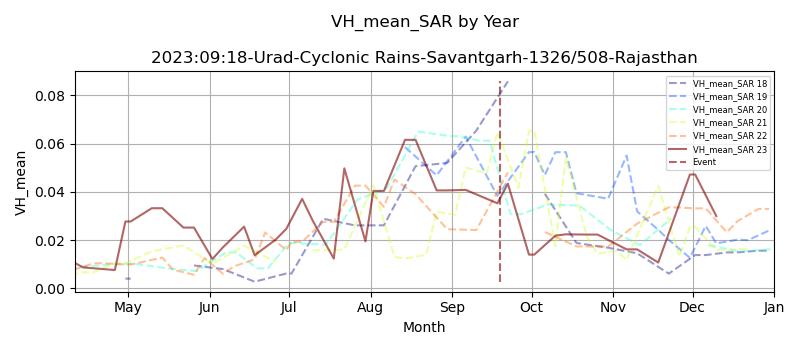 VH_mean_SAR by Year
2023:09:18-Urad-Cyclonic Rains-Savantgarh-1326/508-Rajasthan
VH_mean_SAR 18
VH_mean_SAR 19
VH_mean_SAR 20
VH_mean_SAR 21
VH_mean_SAR 22
VH_mean_SAR 23
Event
VH_mean
0.08
0.06
0.04
0.02
0.00
May Jun Jul Aug Sep Oct Nov Dec Jan
Month